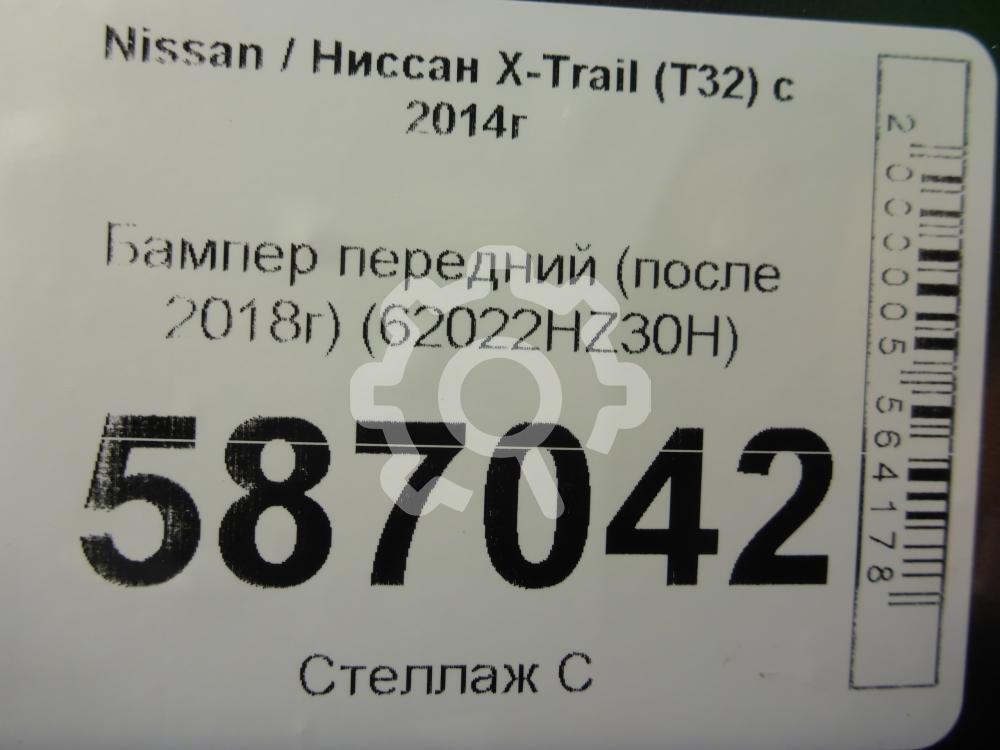 Nissan / Ниссан X-Trail (T32) с
2014г
Бампер передний (после
2018г) (62022HZ30H)
587042
Стеллаж С
2000005564178